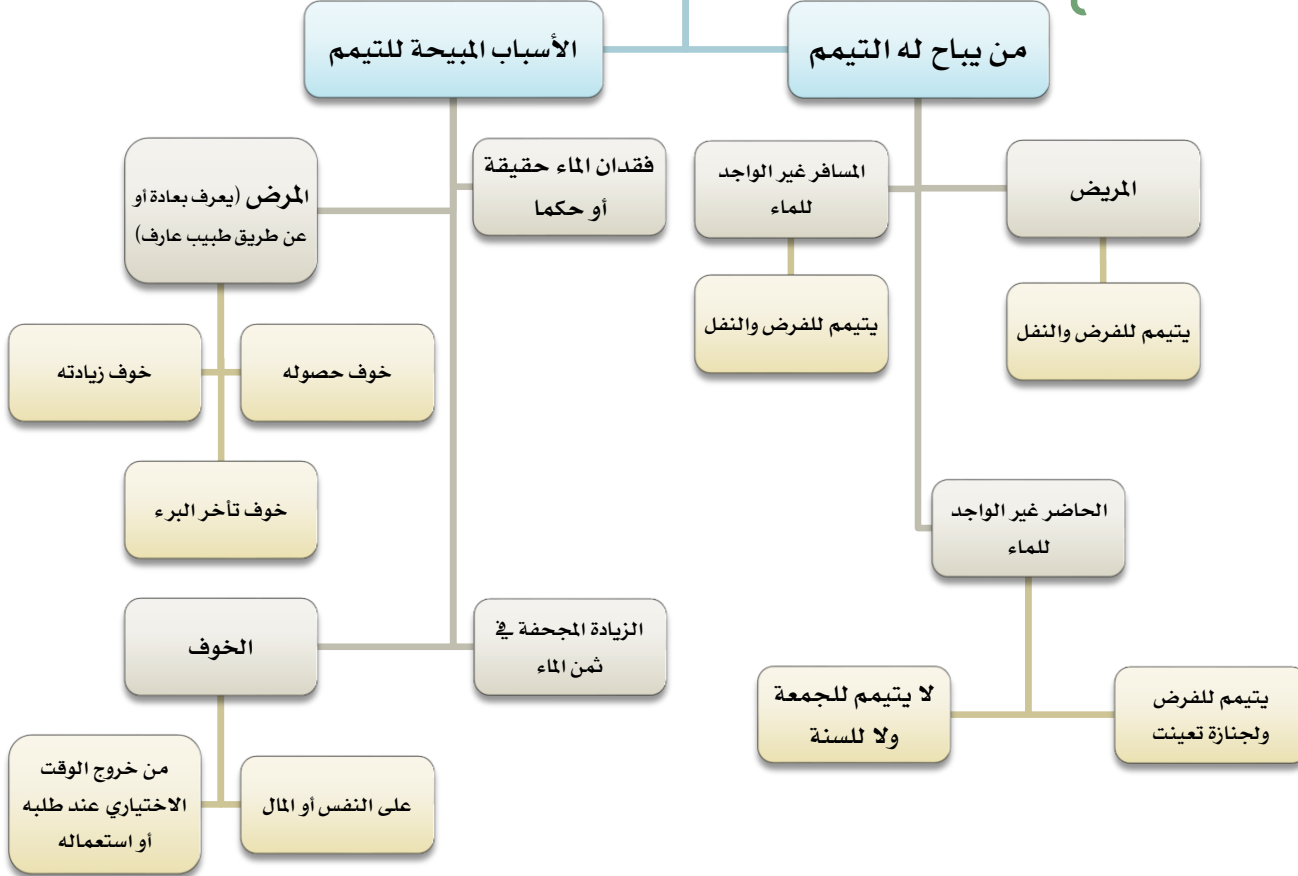 من يباح له التيمم
المريض
يتيمم للفرض والنفل
المسافر غير الواجد
للماء
يتيمم للفرض والنفل
الحاضر غير الواجد
للماء
يتيمم للفرض
ولجنازة تعينت
لا يتيمم للجمعة
ولا للسنة
الأسباب المبيحة للتيمم
فقدان الماء حقيقة
أو حكما
المرض (يعرف بعادة أو
عن طريق طبيب عارف)
خوف حصوله
خوف زيادته
خوف تأخر البرء
الزيادة المجحفة في
ثمن الماء
الخوف
على النفس أو المال
من خروج الوقت
الاختياري عند طلبه
أو استعماله